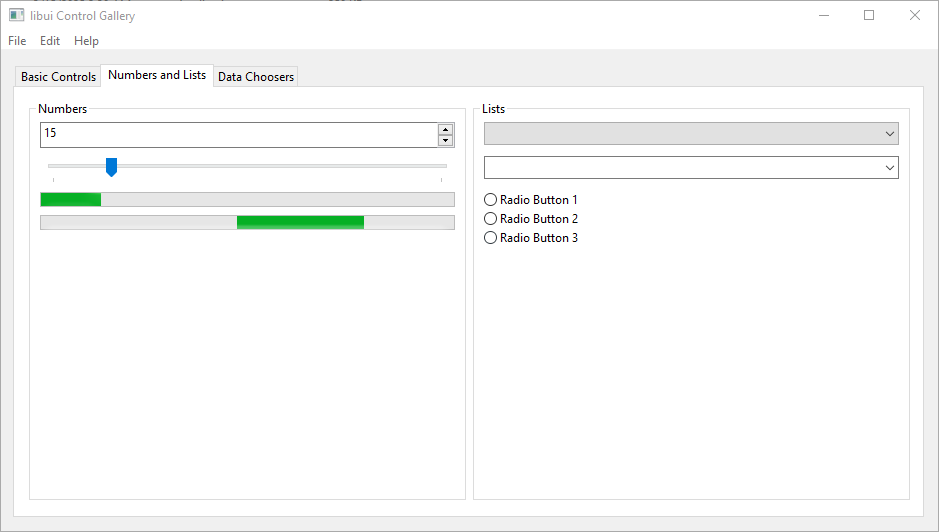 libui Control Gallery
File Edit Help
Basic Controls Numbers and Lists Data Choosers
Numbers
15
Lists
Radio Button 1
Radio Button 2
Radio Button 3